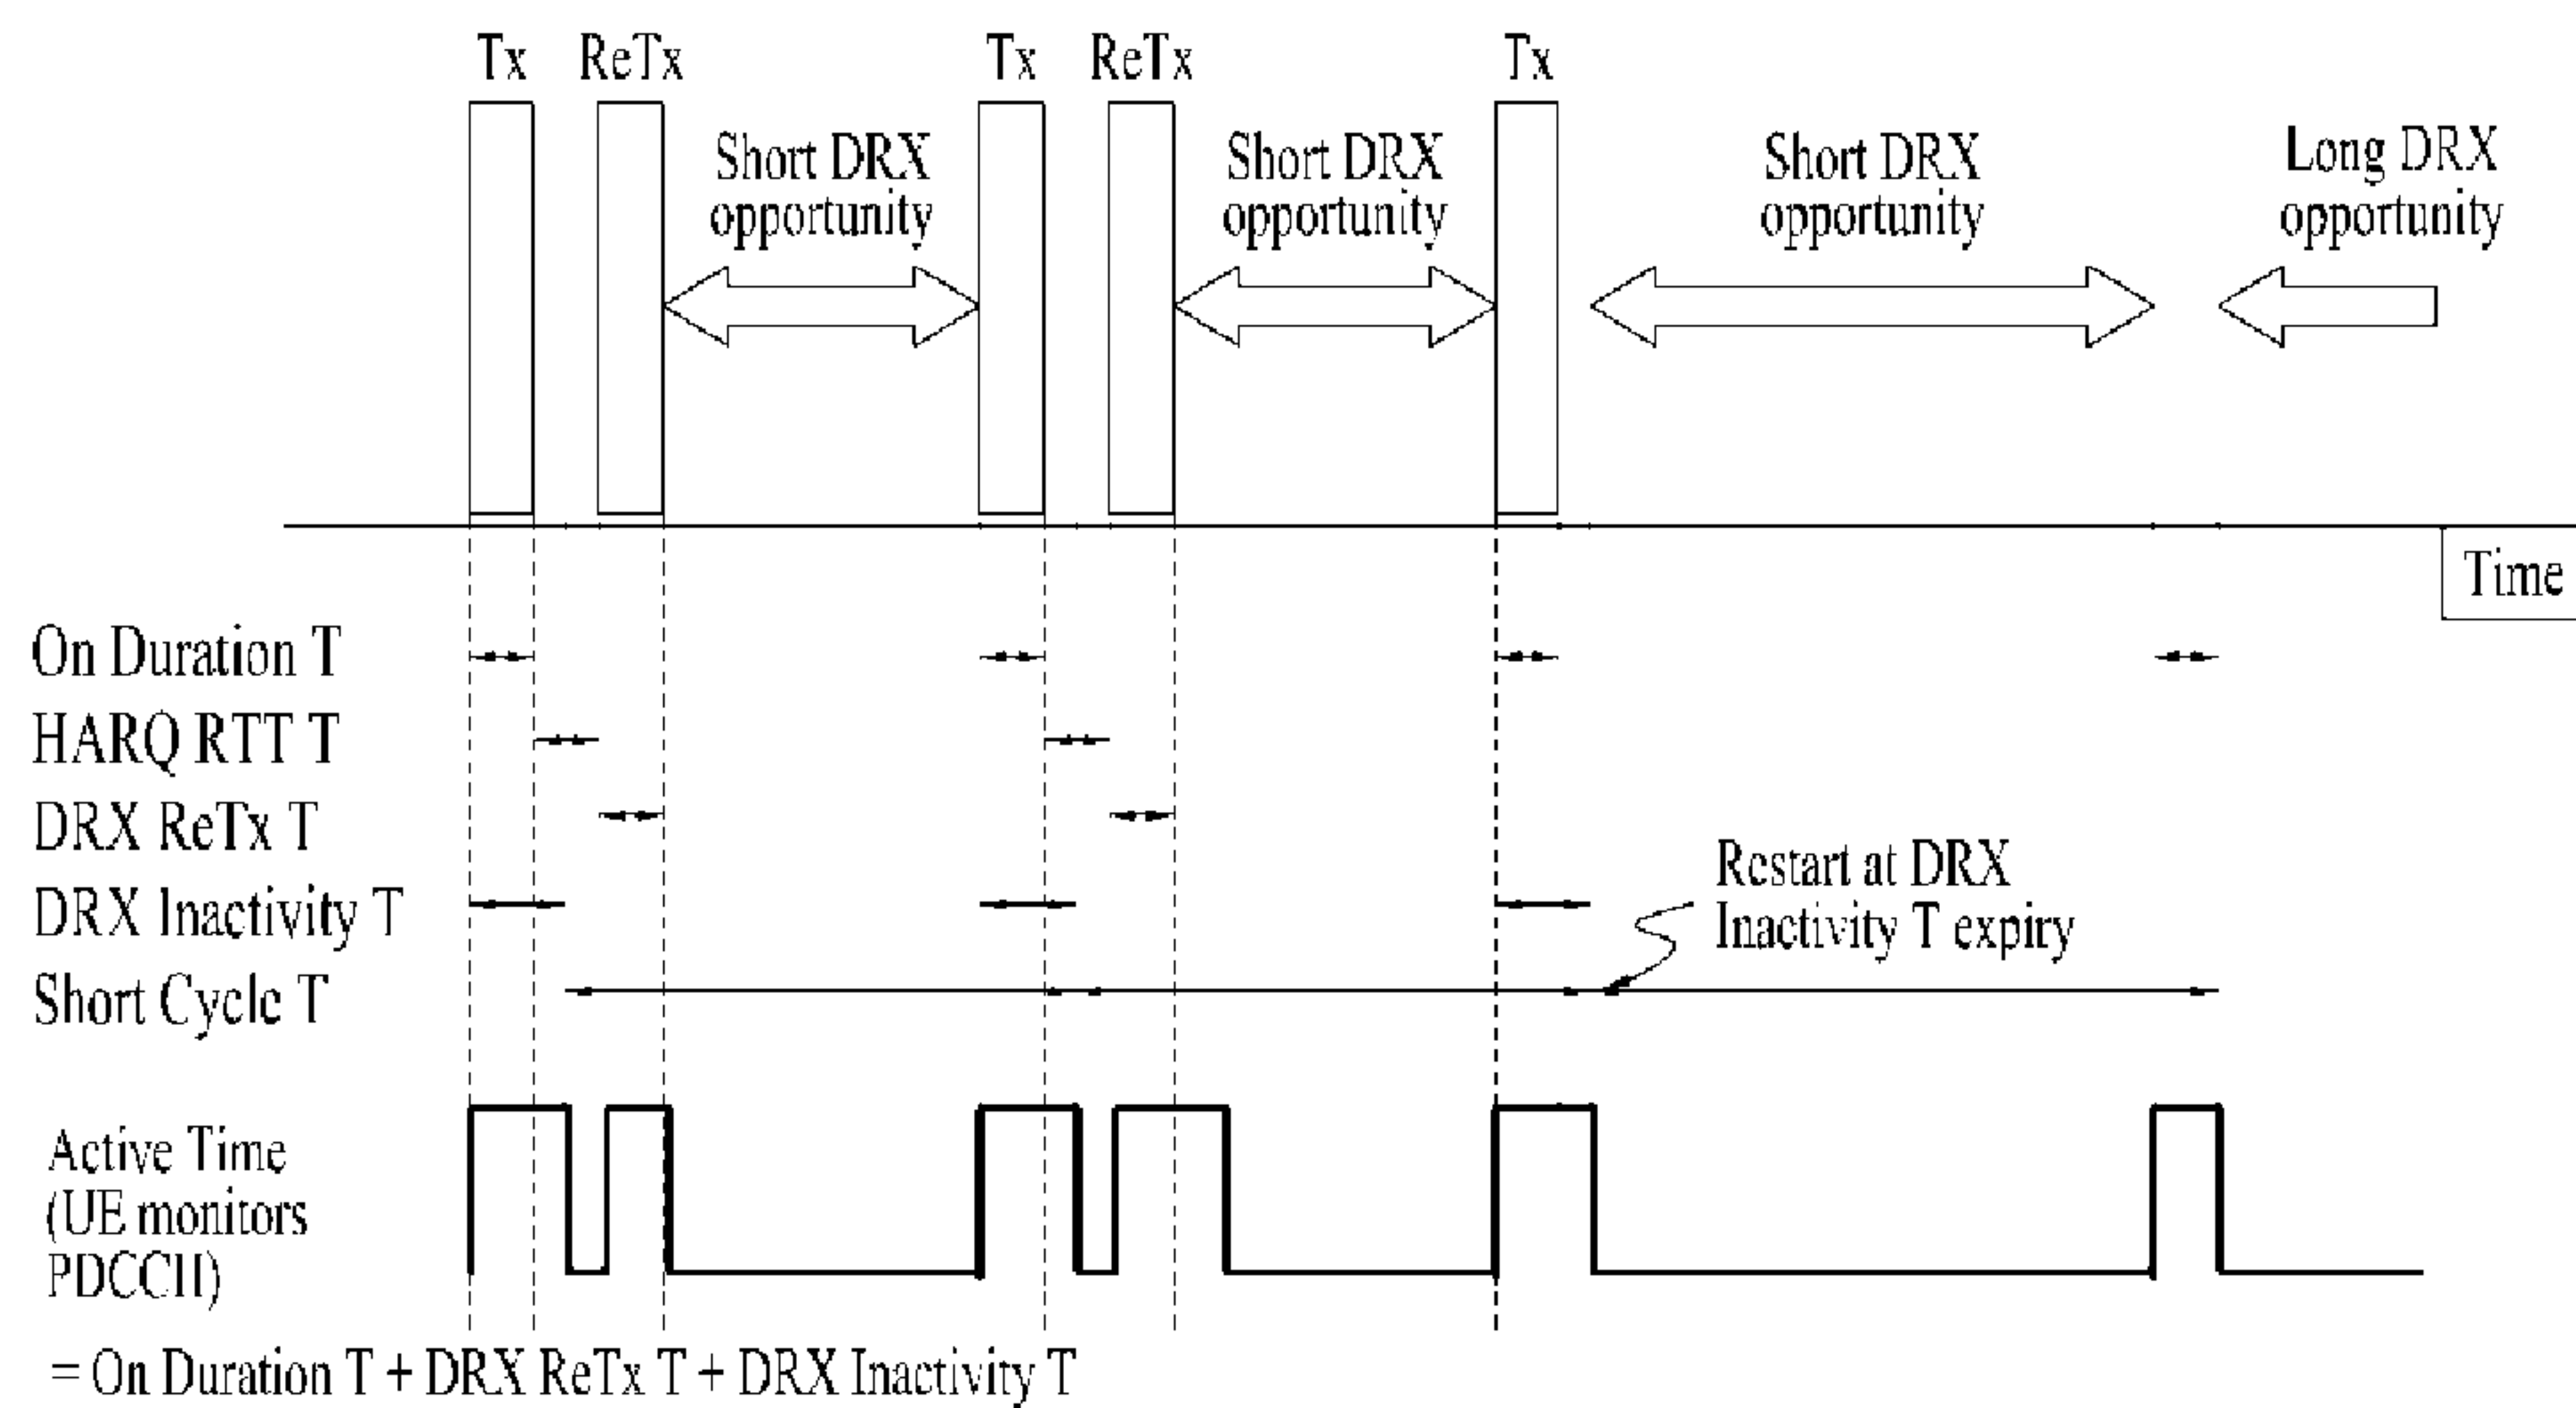 Tx ReTx Tx ReTx Tx
Short DRX
opportunity
Short DRX
opportunity
Short DRX
opportunity
Long DRX
opportunity
Time
On Duration T
HARQ RTT T
DRX ReTx T
DRX Inactivity T
Short Cycle T
Restart at DRX
Inactivity T expiry
Active Time
(UE monitors
PDCCH)
= On Duration T + DRX ReTx T + DRX Inactivity T